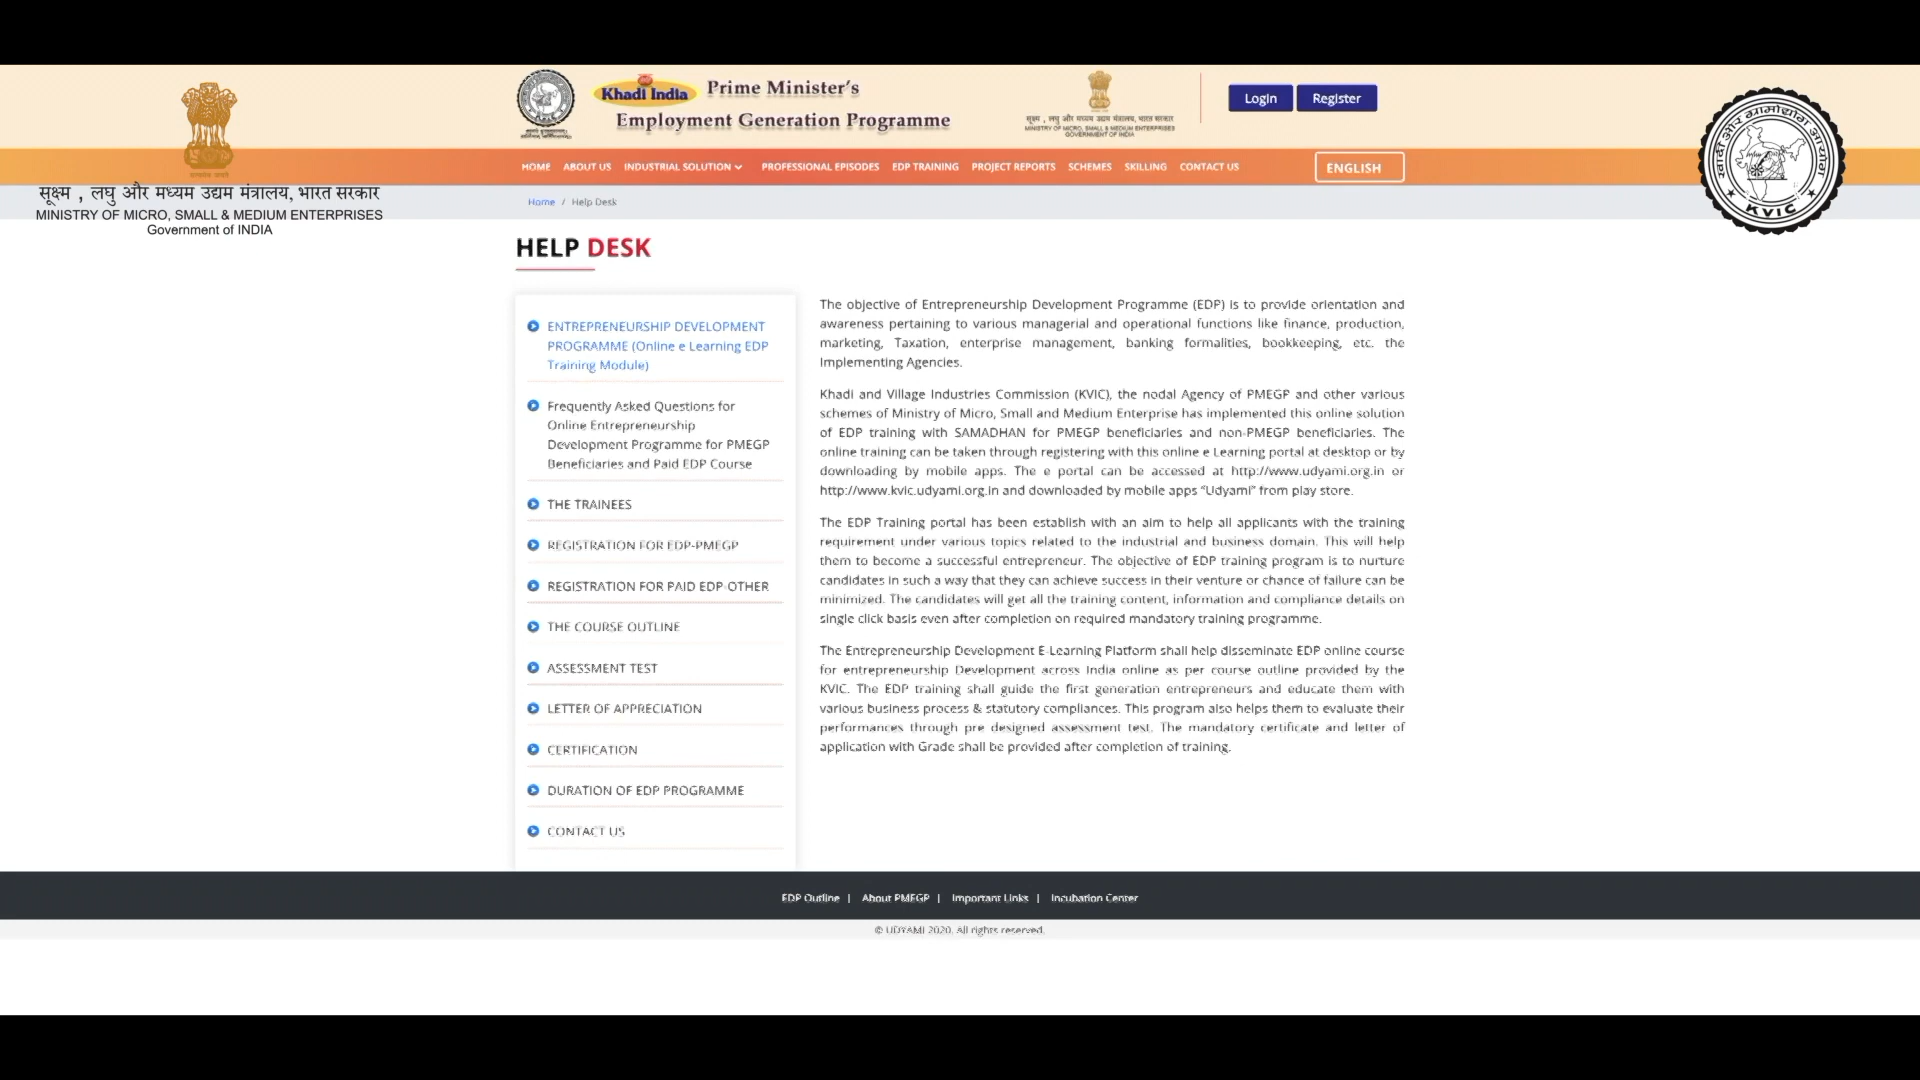 Khadi India Prime Minister's
Employment Generation Programme
सूक्ष्म , लघु और मध्यम उद्यम मंत्रालय, भारत सरकार
MINISTRY OF MICRO, SMALL & MEDIUM ENTERPRISES
GOVERNMENT OF INDIA
Login Register
HOME ABOUT US INDUSTRIAL SOLUTION PROFESSIONAL EPISODES EDP TRAINING PROJECT REPORTS SCHEMES SKILLING CONTACT US ENGLISH
सूक्ष्म , लघु और मध्यम उद्यम मंत्रालय, भारत सरकार
MINISTRY OF MICRO, SMALL & MEDIUM ENTERPRISES
Government of INDIA
खादी और ग्रामोद्योग आयोग
KVIC
Home / Help Desk
HELP DESK
ENTREPRENEURSHIP DEVELOPMENT
PROGRAMME (Online e Learning EDP
Training Module)
Frequently Asked Questions for
Online Entrepreneurship
Development Programme for PMEGP
Beneficiaries and Paid EDP Course
THE TRAINEES
REGISTRATION FOR EDP-PMEGP
REGISTRATION FOR PAID EDP-OTHER
THE COURSE OUTLINE
ASSESSMENT TEST
LETTER OF APPRECIATION
CERTIFICATION
DURATION OF EDP PROGRAMME
CONTACT US
The objective of Entrepreneurship Development Programme (EDP) is to provide orientation and
awareness pertaining to various managerial and operational functions like finance, production,
marketing, Taxation, enterprise management, banking formalities, bookkeeping, etc. the
Implementing Agencies.
Khadi and Village Industries Commission (KVIC), the nodal Agency of PMEGP and other various
schemes of Ministry of Micro, Small and Medium Enterprise has implemented this online solution
of EDP training with SAMADHAN for PMEGP beneficiaries and non-PMEGP beneficiaries. The
online training can be taken through registering with this online e Learning portal at desktop or by
downloading by mobile apps. The e portal can be accessed at http://www.udyami.org.in or
http://www.kvic.udyami.org.in and downloaded by mobile apps “Udyami” from play store.
The EDP Training portal has been establish with an aim to help all applicants with the training
requirement under various topics related to the industrial and business domain. This will help
them to become a successful entrepreneur. The objective of EDP training program is to nurture
candidates in such a way that they can achieve success in their venture or chance of failure can be
minimized. The candidates will get all the training content, information and compliance details on
single click basis even after completion on required mandatory training programme.
The Entrepreneurship Development E-Learning Platform shall help disseminate EDP online course
for entrepreneurship Development across India online as per course outline provided by the
KVIC. The EDP training shall guide the first generation entrepreneurs and educate them with
various business process & statutory compliances. This program also helps them to evaluate their
performances through pre designed assessment test. The mandatory certificate and letter of
application with Grade shall be provided after completion of training.
EDP Outline | About PMEGP | Important Links | Incubation Center
© UDYAMI 2020. All rights reserved.